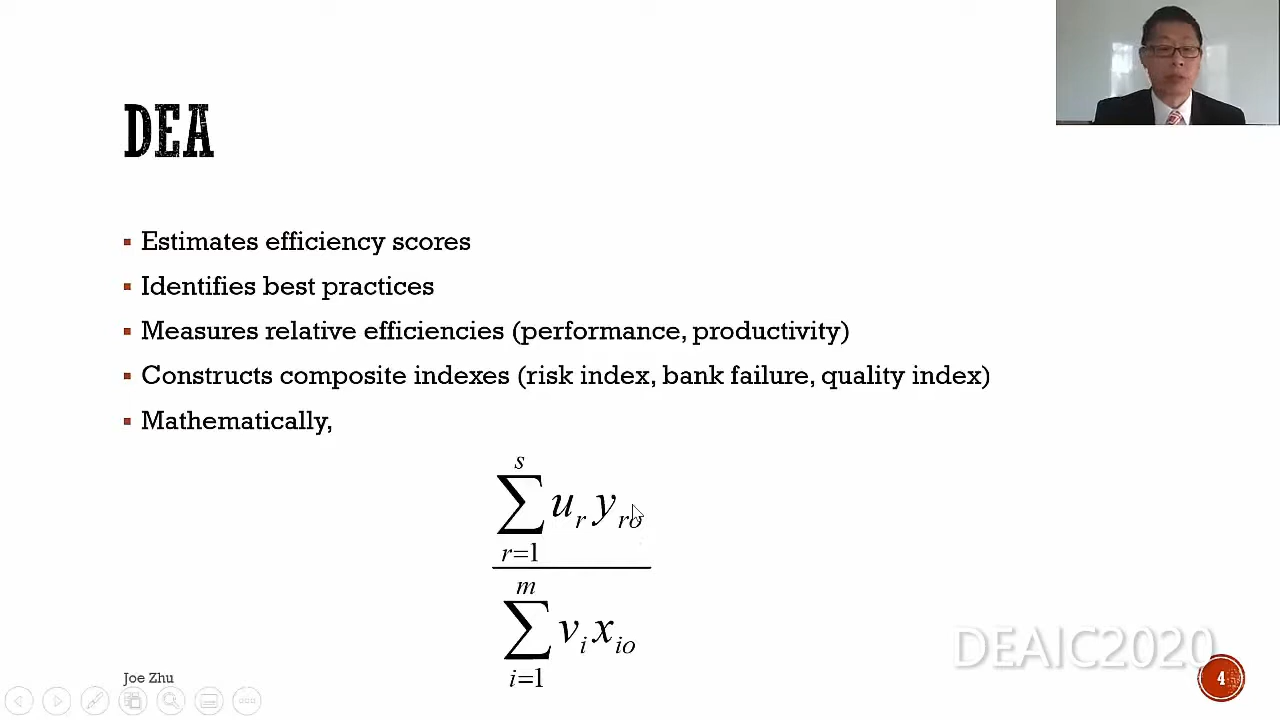 DEA
Estimates efficiency scores
Identifies best practices
Measures relative efficiencies (performance, productivity)
Constructs composite indexes (risk index, bank failure, quality index)
Mathematically,
s
∑ u_r y_ro
r=1
m
∑ v_i x_io
i=1
DEAIC2020
Joe Zhu
4